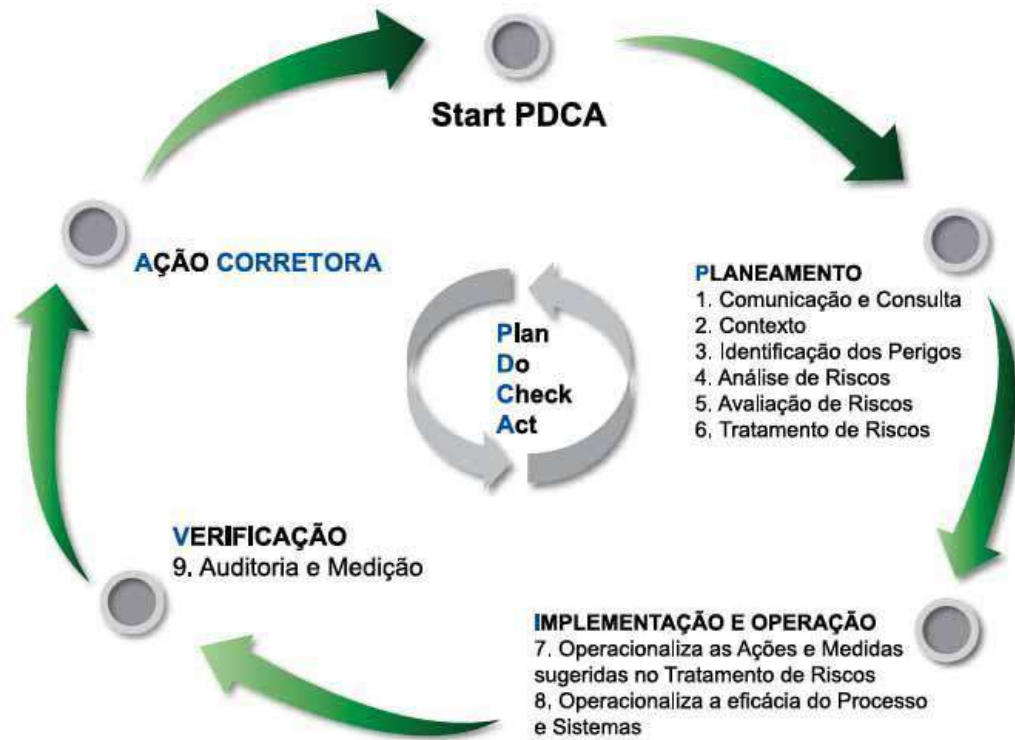 Start PDCA
PLANEAMENTO
1. Comunicação e Consulta
2. Contexto
3. Identificação dos Perigos
4. Análise de Riscos
5. Avaliação de Riscos
6. Tratamento de Riscos
IMPLEMENTAÇÃO E OPERAÇÃO
7. Operacionaliza as Ações e Medidas
sugeridas no Tratamento de Riscos
8. Operacionaliza a eficácia do Processo
e Sistemas
VERIFICAÇÃO
9. Auditoria e Medição
AÇÃO CORRETORA
Plan
Do
Check
Act